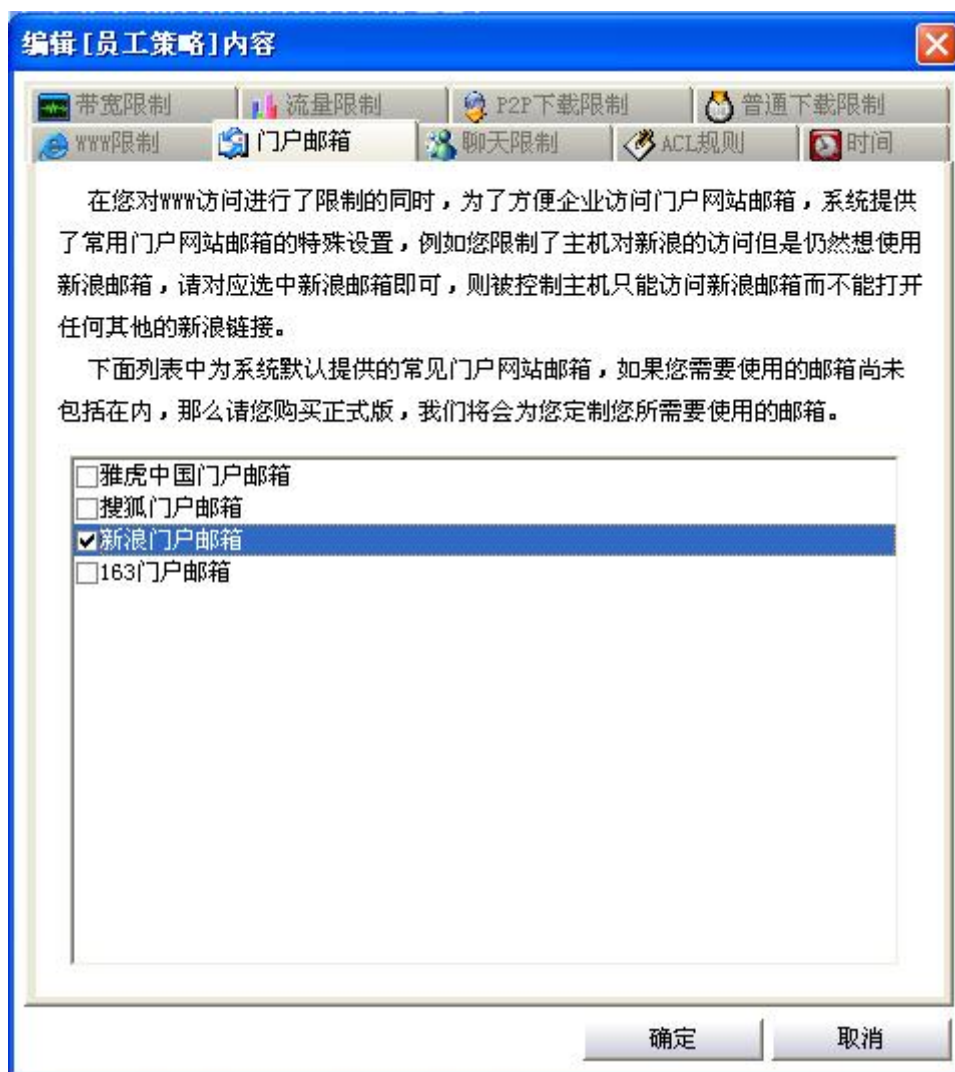 编辑[员工策略]内容
带宽限制 流量限制 P2P下载限制 普通下载限制
WWW限制 门户邮箱 聊天限制 ACL规则 时间
在您对WWW访问进行了限制的同时，为了方便企业访问门户网站邮箱，系统提供
了常用门户网站邮箱的特殊设置，例如您限制了主机对新浪的访问但是仍然想使用
新浪邮箱，请对应选中新浪邮箱即可，则被控制主机只能访问新浪邮箱而不能打开
任何其他的新浪链接。
下面列表中为系统默认提供的常见门户网站邮箱，如果您需要使用的邮箱尚未
包括在内，那么请您购买正式版，我们将会为您定制您所需要使用的邮箱。
雅虎中国门户邮箱
搜狐门户邮箱
新浪门户邮箱
163门户邮箱
确定 取消